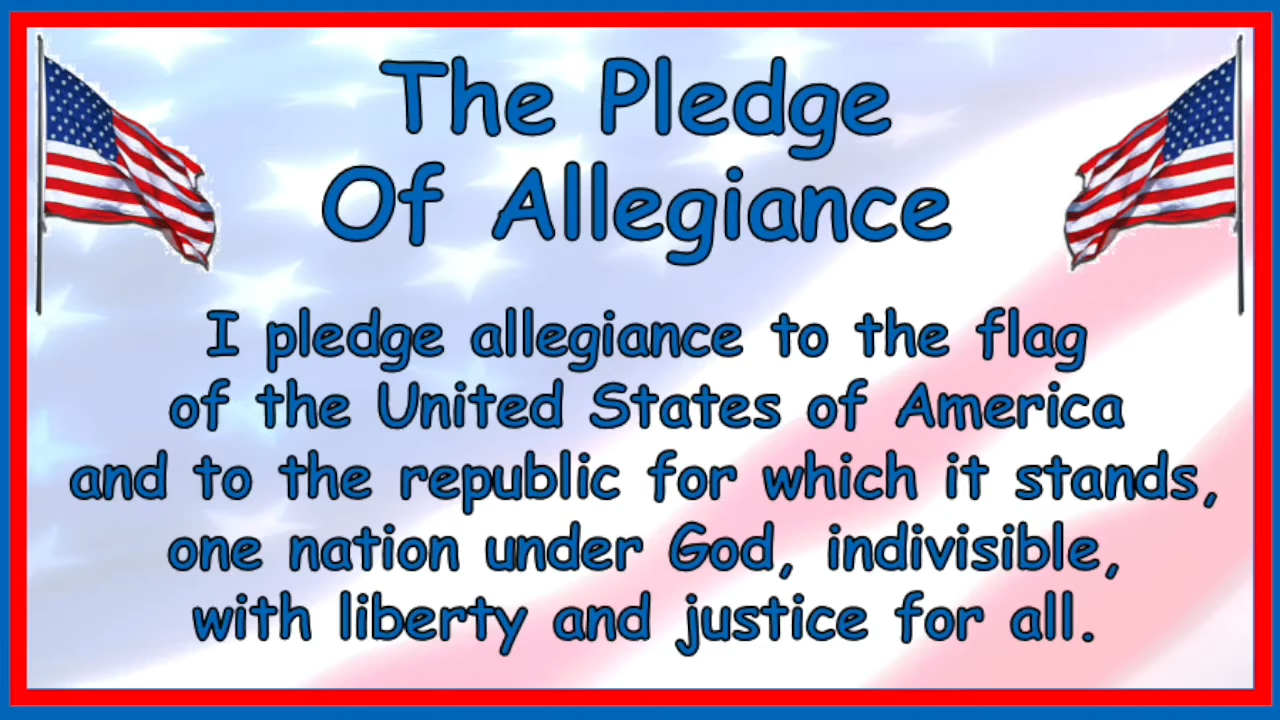 The Pledge
Of Allegiance
I pledge allegiance to the flag
of the United States of America
and to the republic for which it stands,
one nation under God, indivisible,
with liberty and justice for all.